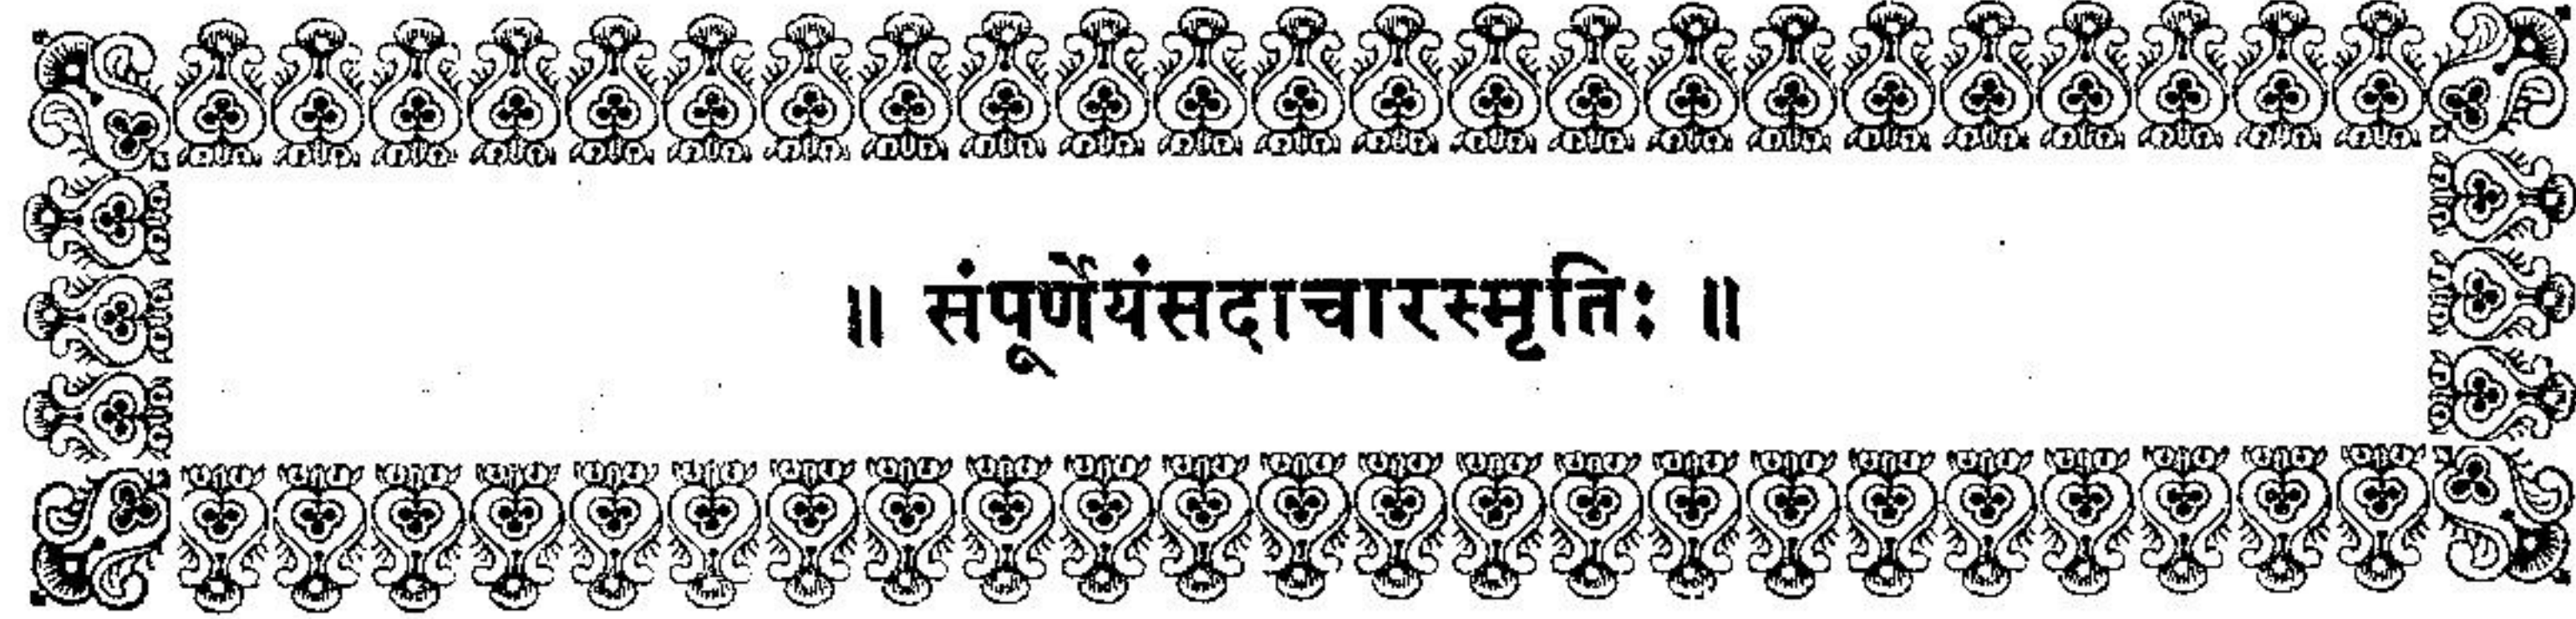 ॥ संपूर्णेयंसदाचारस्मृतिः ॥